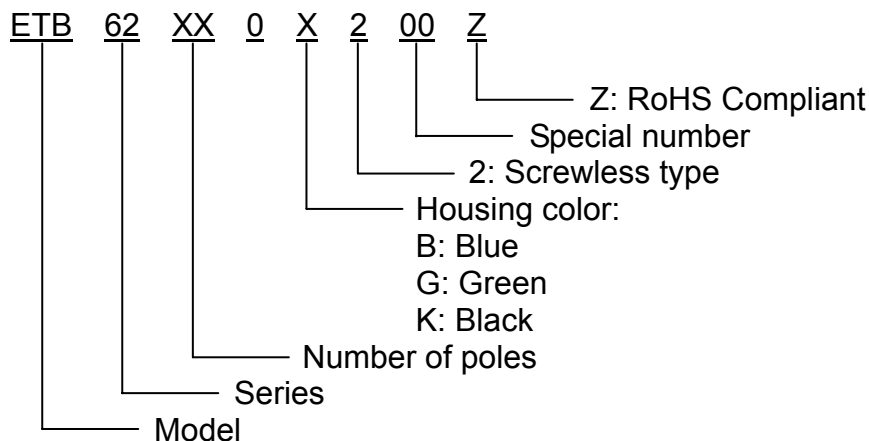 ETB 62 XX 0 X 2 00 Z
Z: RoHS Compliant
Special number
2: Screwless type
Housing color:
B: Blue
G: Green
K: Black
Number of poles
Series
Model